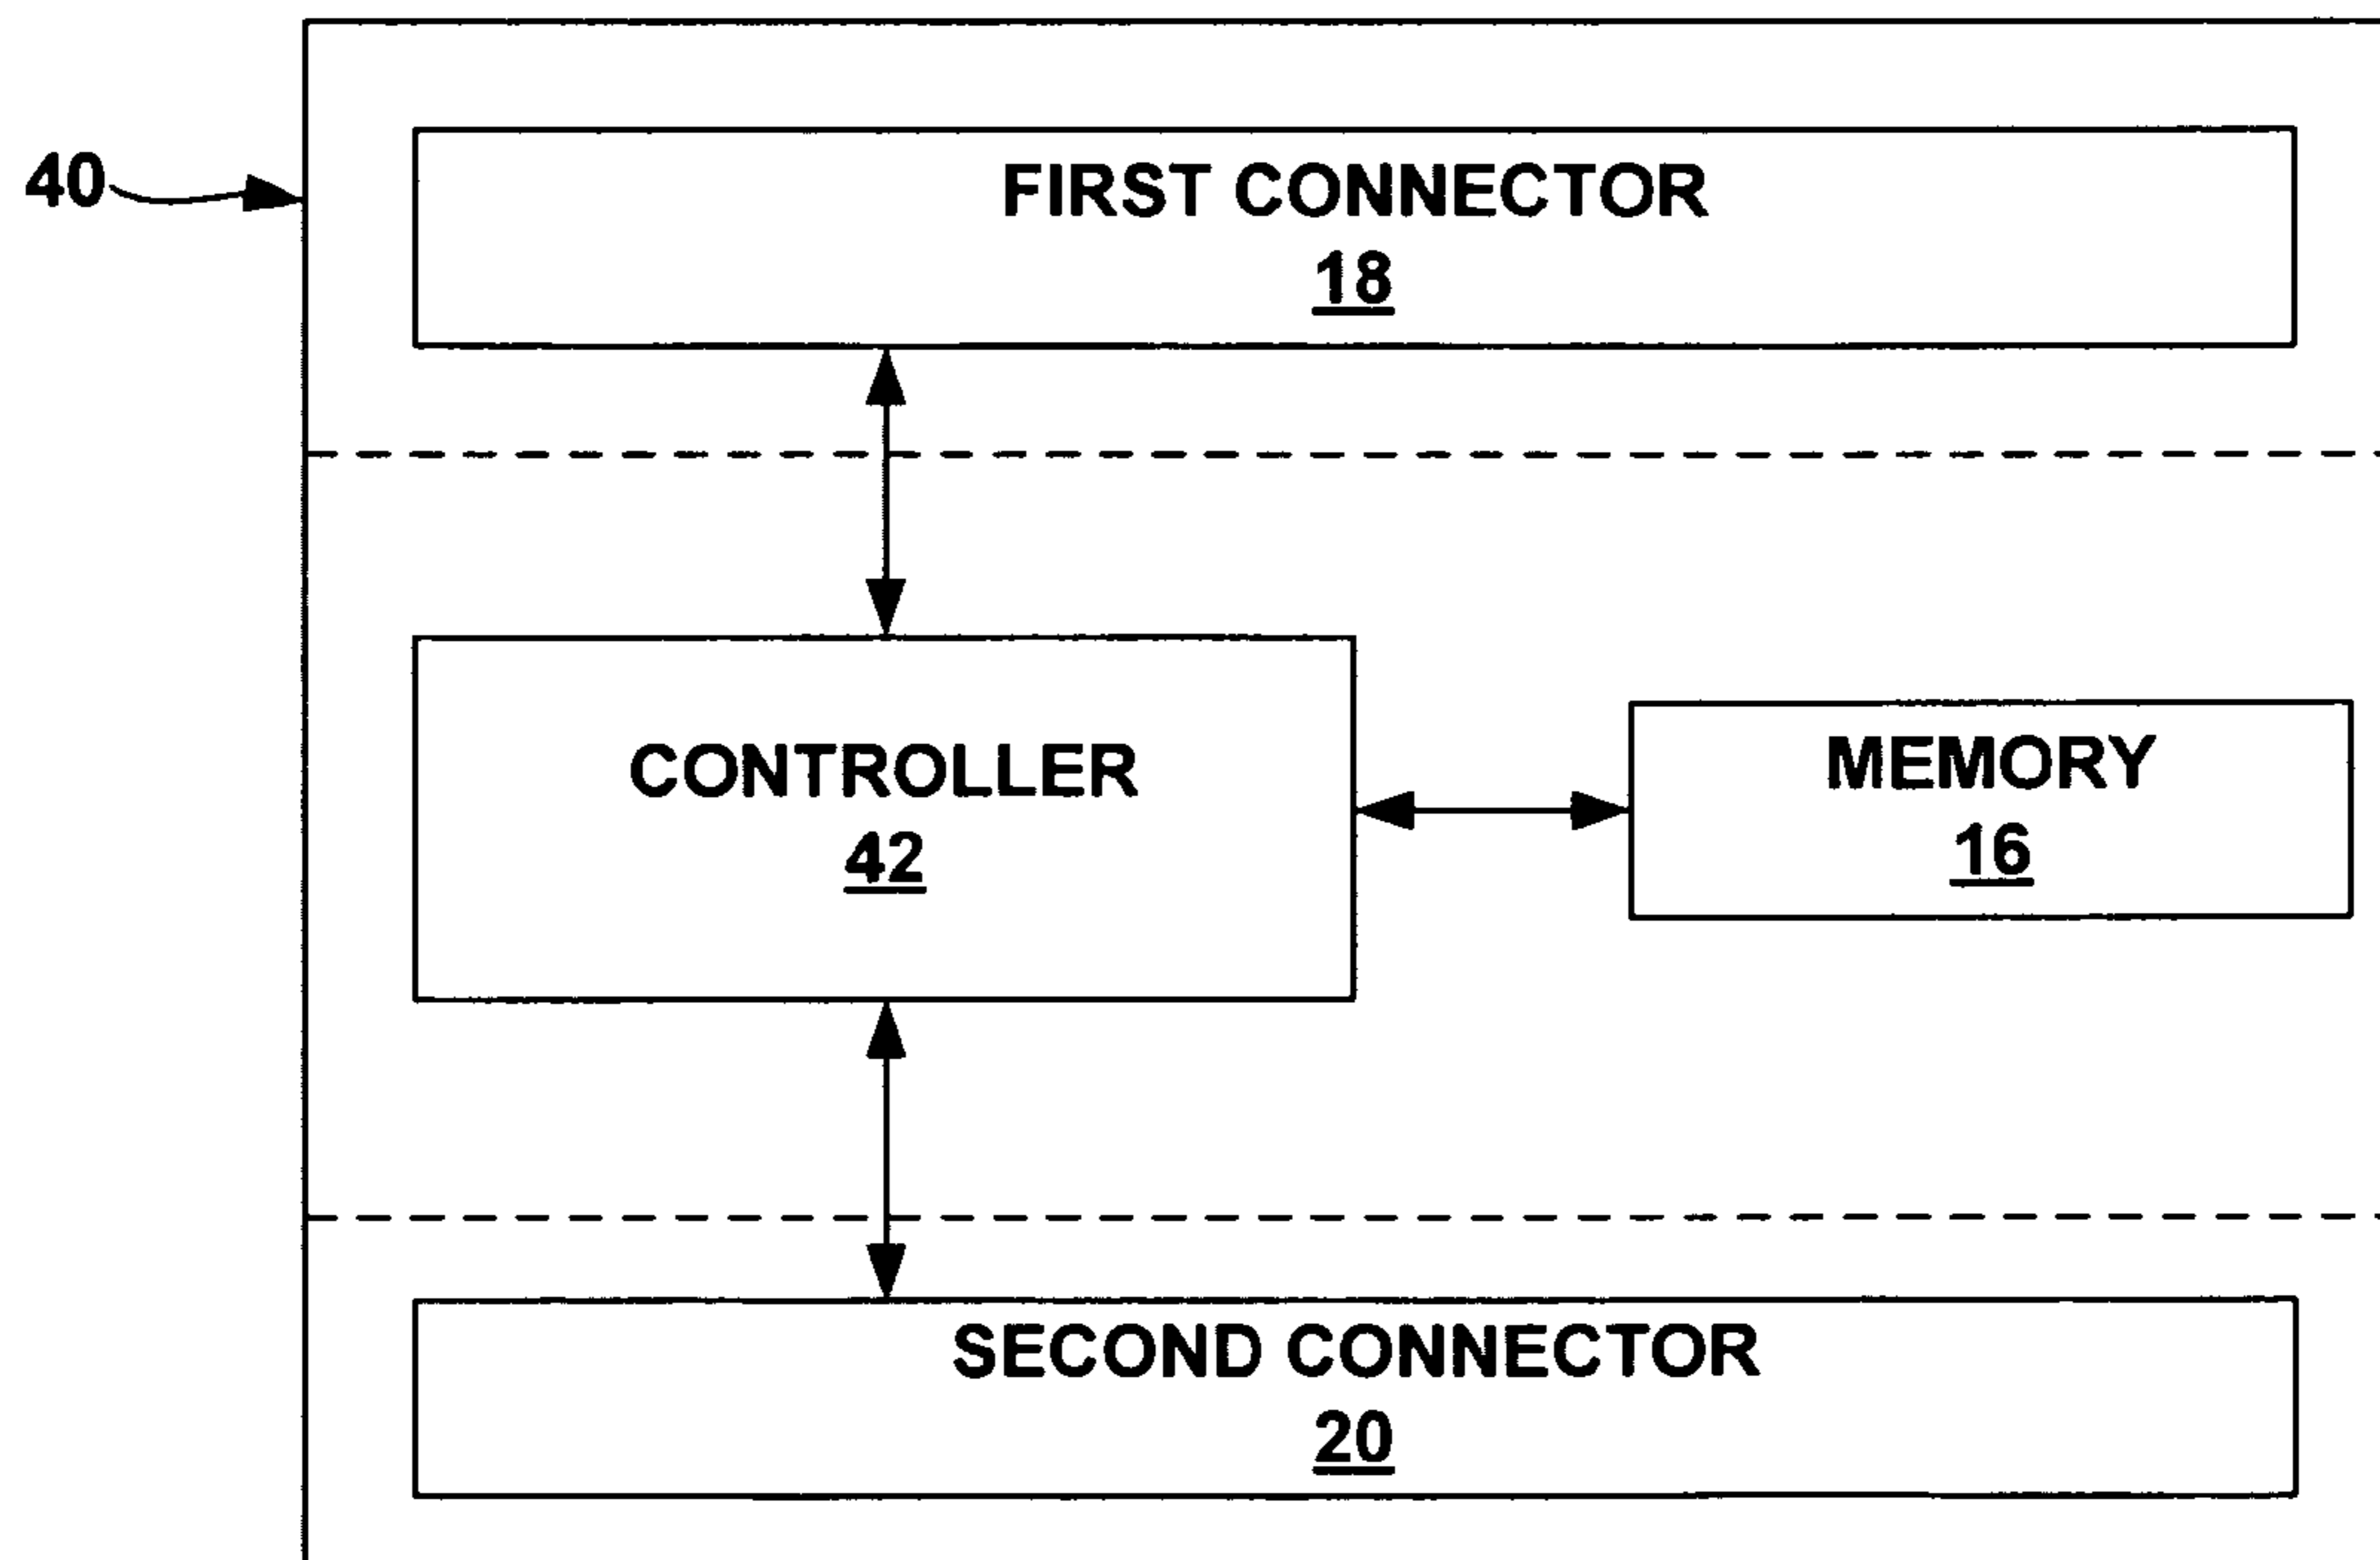 40
FIRST CONNECTOR
18
CONTROLLER
42
MEMORY
16
SECOND CONNECTOR
20